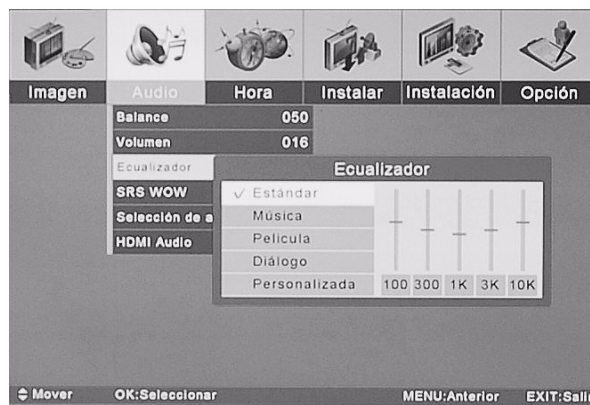 Imagen Audio Hora Instalar Instalación Opción
Balance 050
Volumen 016
Ecualizador
SRS WOW
Selección de a
HDMI Audio
Ecualizador
✓ Estándar
Música
Película
Diálogo
Personalizada 100 300 1K 3K 10K
Mover OK:Seleccionar MENU:Anterior EXIT:Salir